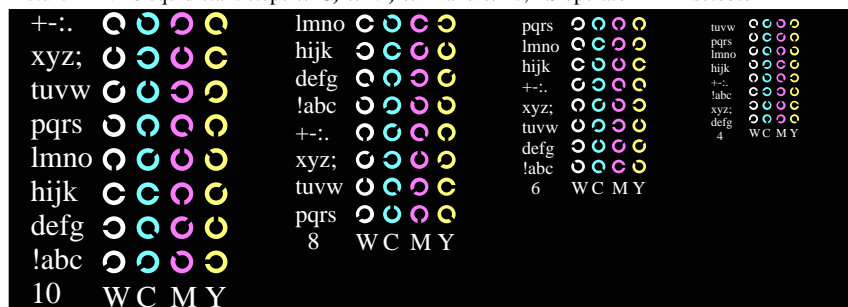 +-:.
xyz;
tuvw
pqrs
lmno
hijk
defg
!abc
10 W C M Y
lmno
hijk
defg
!abc
+-:.
xyz;
tuvw
pqrs
8 W C M Y
pqrs
lmno
hijk
+-:.
xyz;
tuvw
defg
!abc
6 W C M Y
tuvw
pqrs
lmno
hijk
+-:.
!abc
xyz;
defg
4 W C M Y